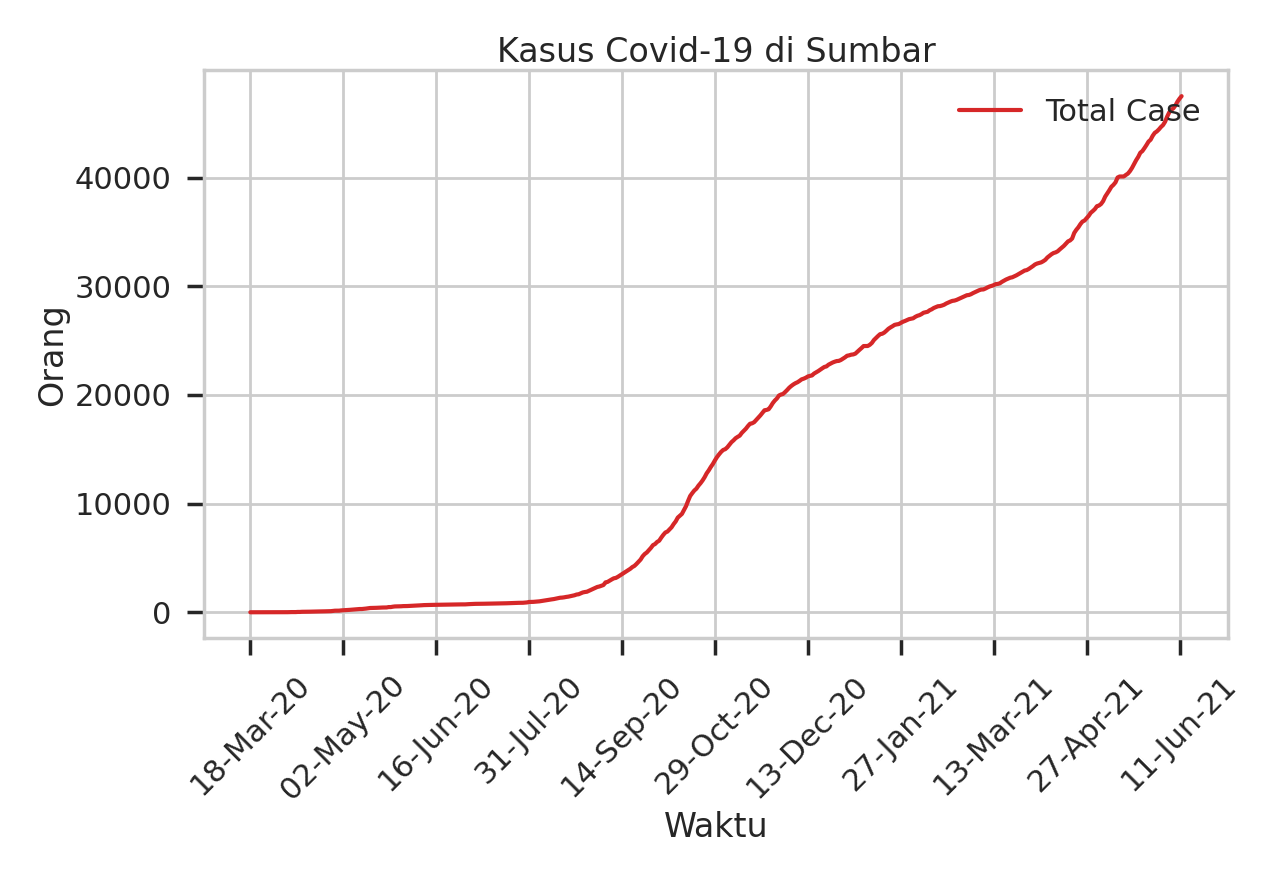 Kasus Covid-19 di Sumbar
Total Case
Orang
40000
30000
20000
10000
0
18-Mar-20
02-May-20
16-Jun-20
31-Jul-20
14-Sep-20
29-Oct-20
13-Dec-20
27-Jan-21
13-Mar-21
27-Apr-21
11-Jun-21
Waktu